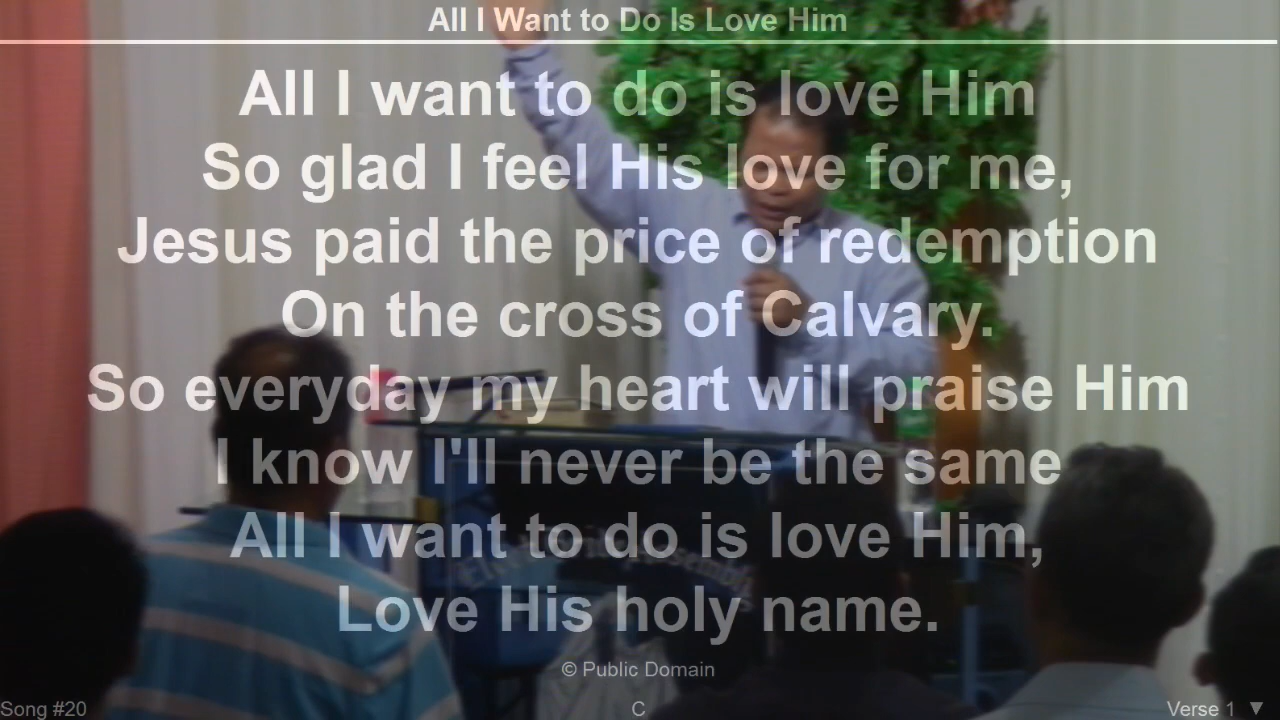 All I Want to Do Is Love Him
All I want to do is love Him
So glad I feel His love for me,
Jesus paid the price of redemption
On the cross of Calvary.
So everyday my heart will praise Him
I know I'll never be the same
All I want to do is love Him,
Love His holy name.
© Public Domain
Song #20
C
Verse 1 ▼